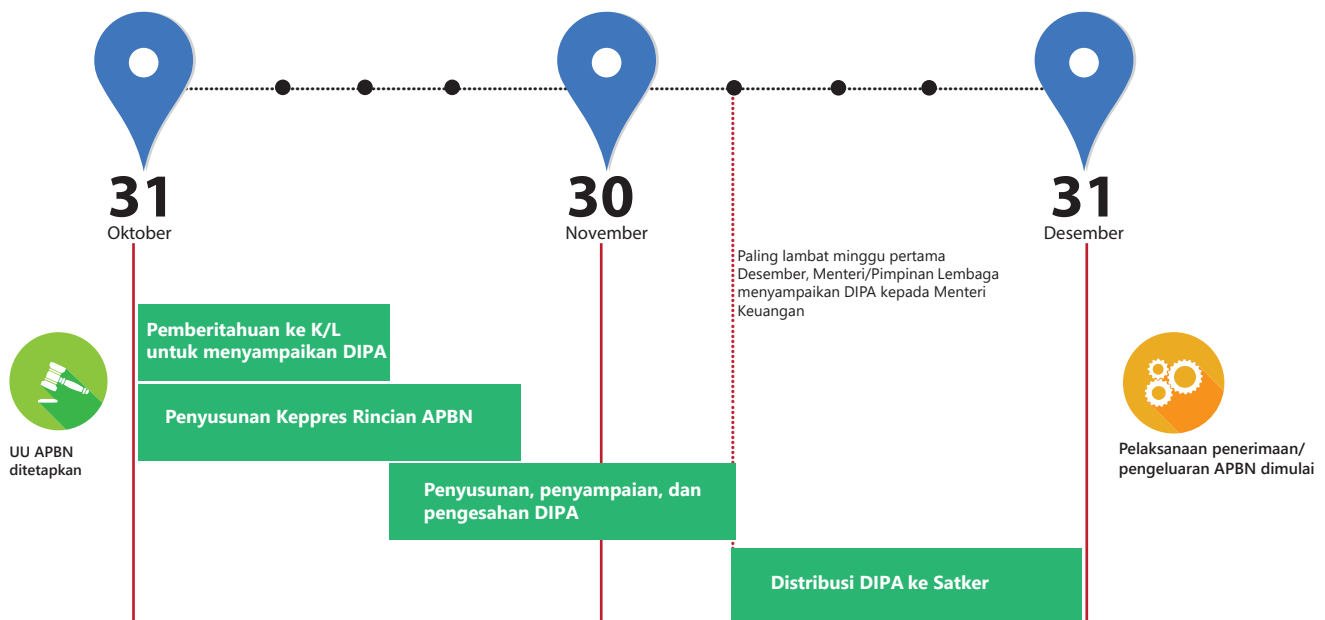 31
Oktober
30
November
31
Desember
Paling lambat minggu pertama
Desember, Menteri/Pimpinan Lembaga
menyampaikan DIPA kepada Menteri
Keuangan
Pemberitahuan ke K/L
untuk menyampaikan DIPA
Penyusunan Keppres Rincian APBN
UU APBN
ditetapkan
Pelaksanaan penerimaan/
pengeluaran APBN dimulai
Penyusunan, penyampaian, dan
pengesahan DIPA
Distribusi DIPA ke Satker